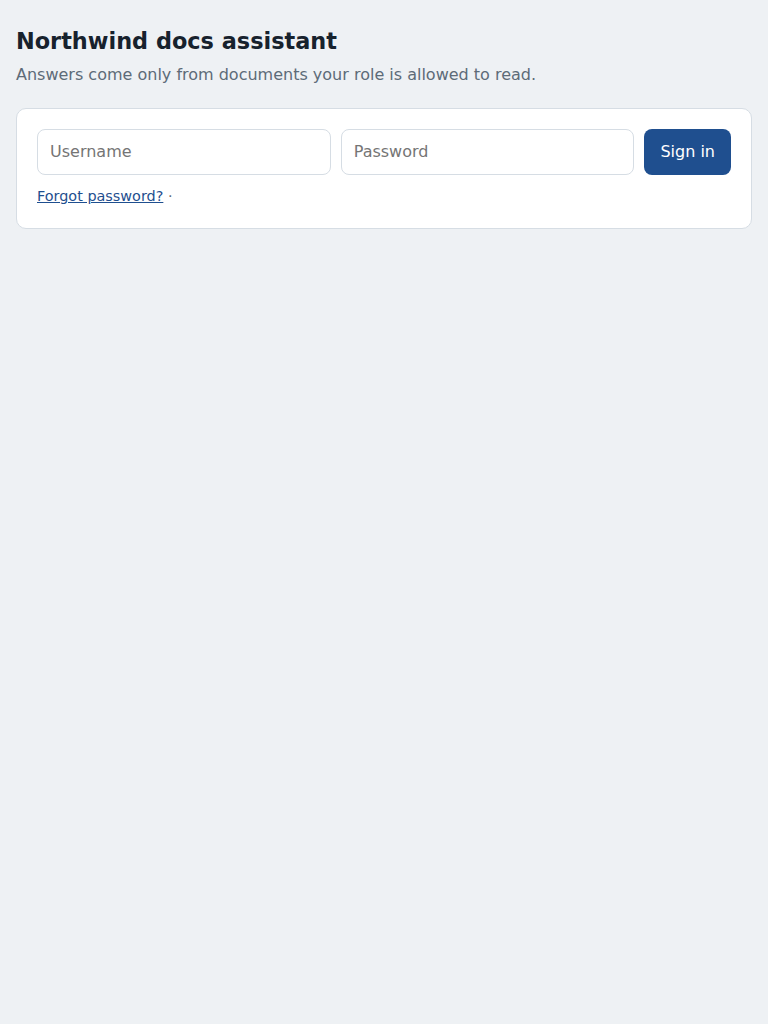 Northwind docs assistant
Answers come only from documents your role is allowed to read.
Username Password Sign in
Forgot password? ·